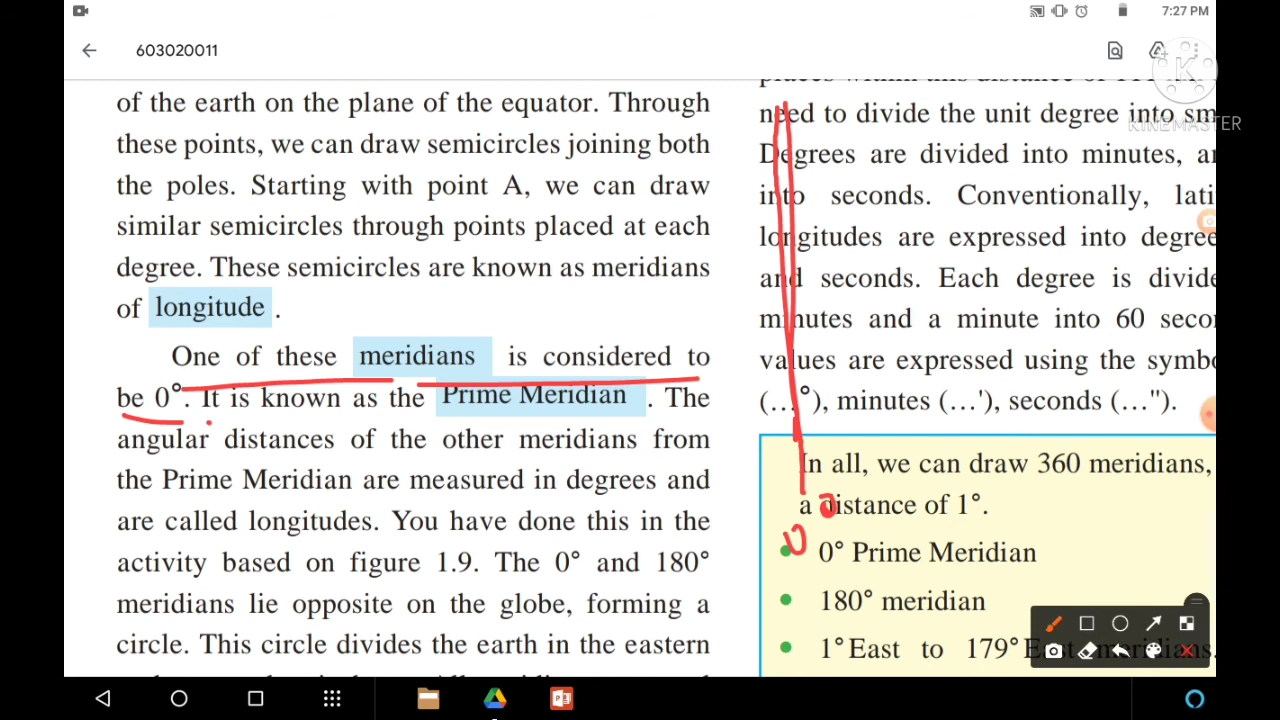 7:27 PM
603020011
KINEMASTER
of the earth on the plane of the equator. Through
these points, we can draw semicircles joining both
the poles. Starting with point A, we can draw
similar semicircles through points placed at each
degree. These semicircles are known as meridians
of longitude .
One of these meridians is considered to
be 0°. It is known as the Prime Meridian . The
angular distances of the other meridians from
the Prime Meridian are measured in degrees and
are called longitudes. You have done this in the
activity based on figure 1.9. The 0° and 180°
meridians lie opposite on the globe, forming a
circle. This circle divides the earth in the eastern
need to divide the unit degree into
Degrees are divided into minutes,
into seconds. Conventionally,
longitudes are expressed into
and seconds. Each degree is
minutes and a minute into 60
values are expressed using the
(...°), minutes (...'), seconds (...").
In all, we can draw 360 meridians,
a distance of 1°.
0° Prime Meridian
180° meridian
1° East to 179° East meridians.